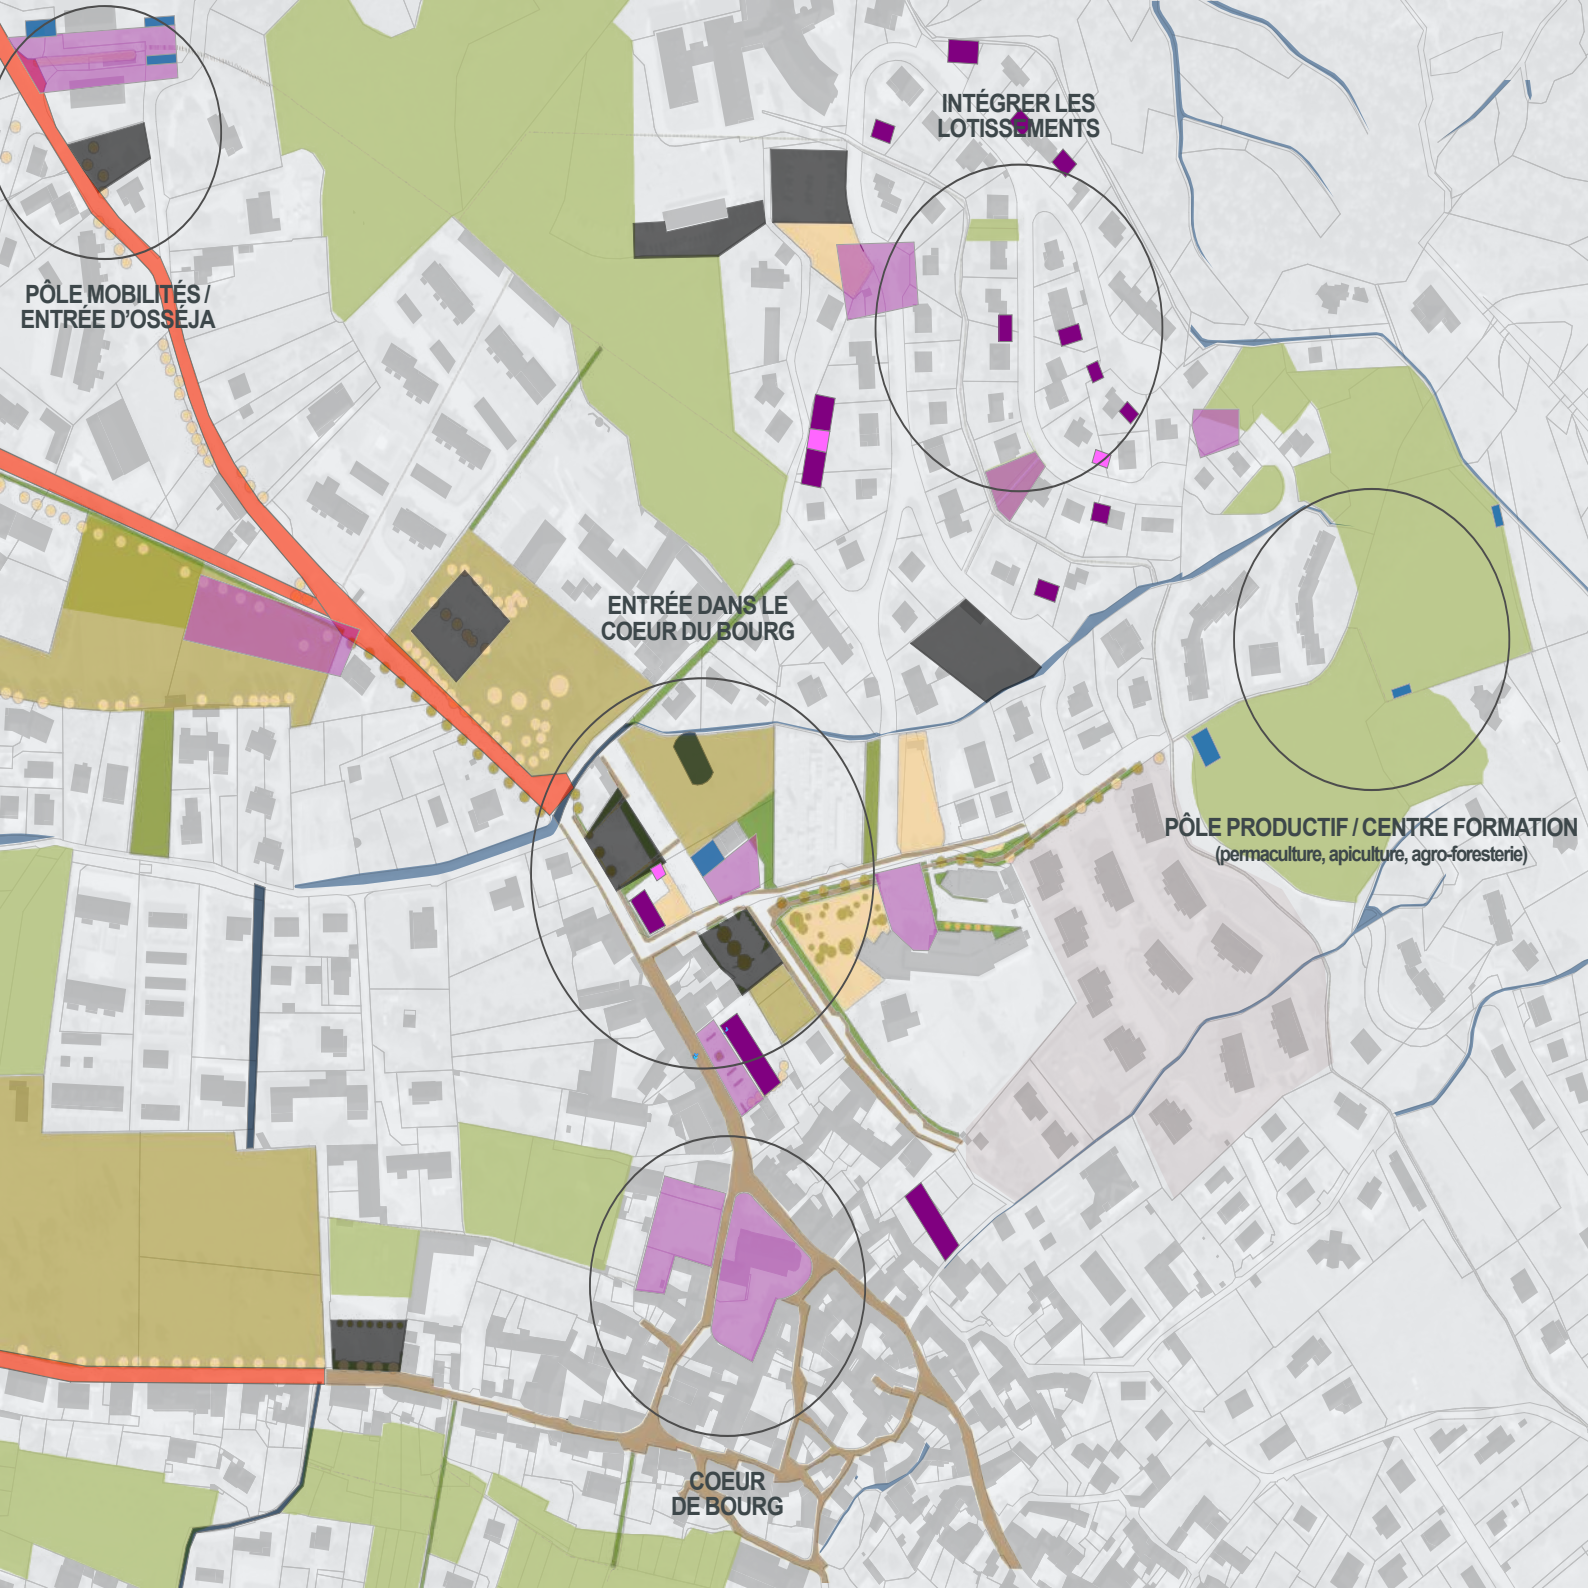 INTÉGRER LES
LOTISSEMENTS
PÔLE MOBILITÉS /
ENTRÉE D'OSSÉJA
ENTRÉE DANS LE
COEUR DU BOURG
PÔLE PRODUCTIF / CENTRE FORMATION
(permaculture, apiculture, agro-foresterie)
COEUR
DE BOURG